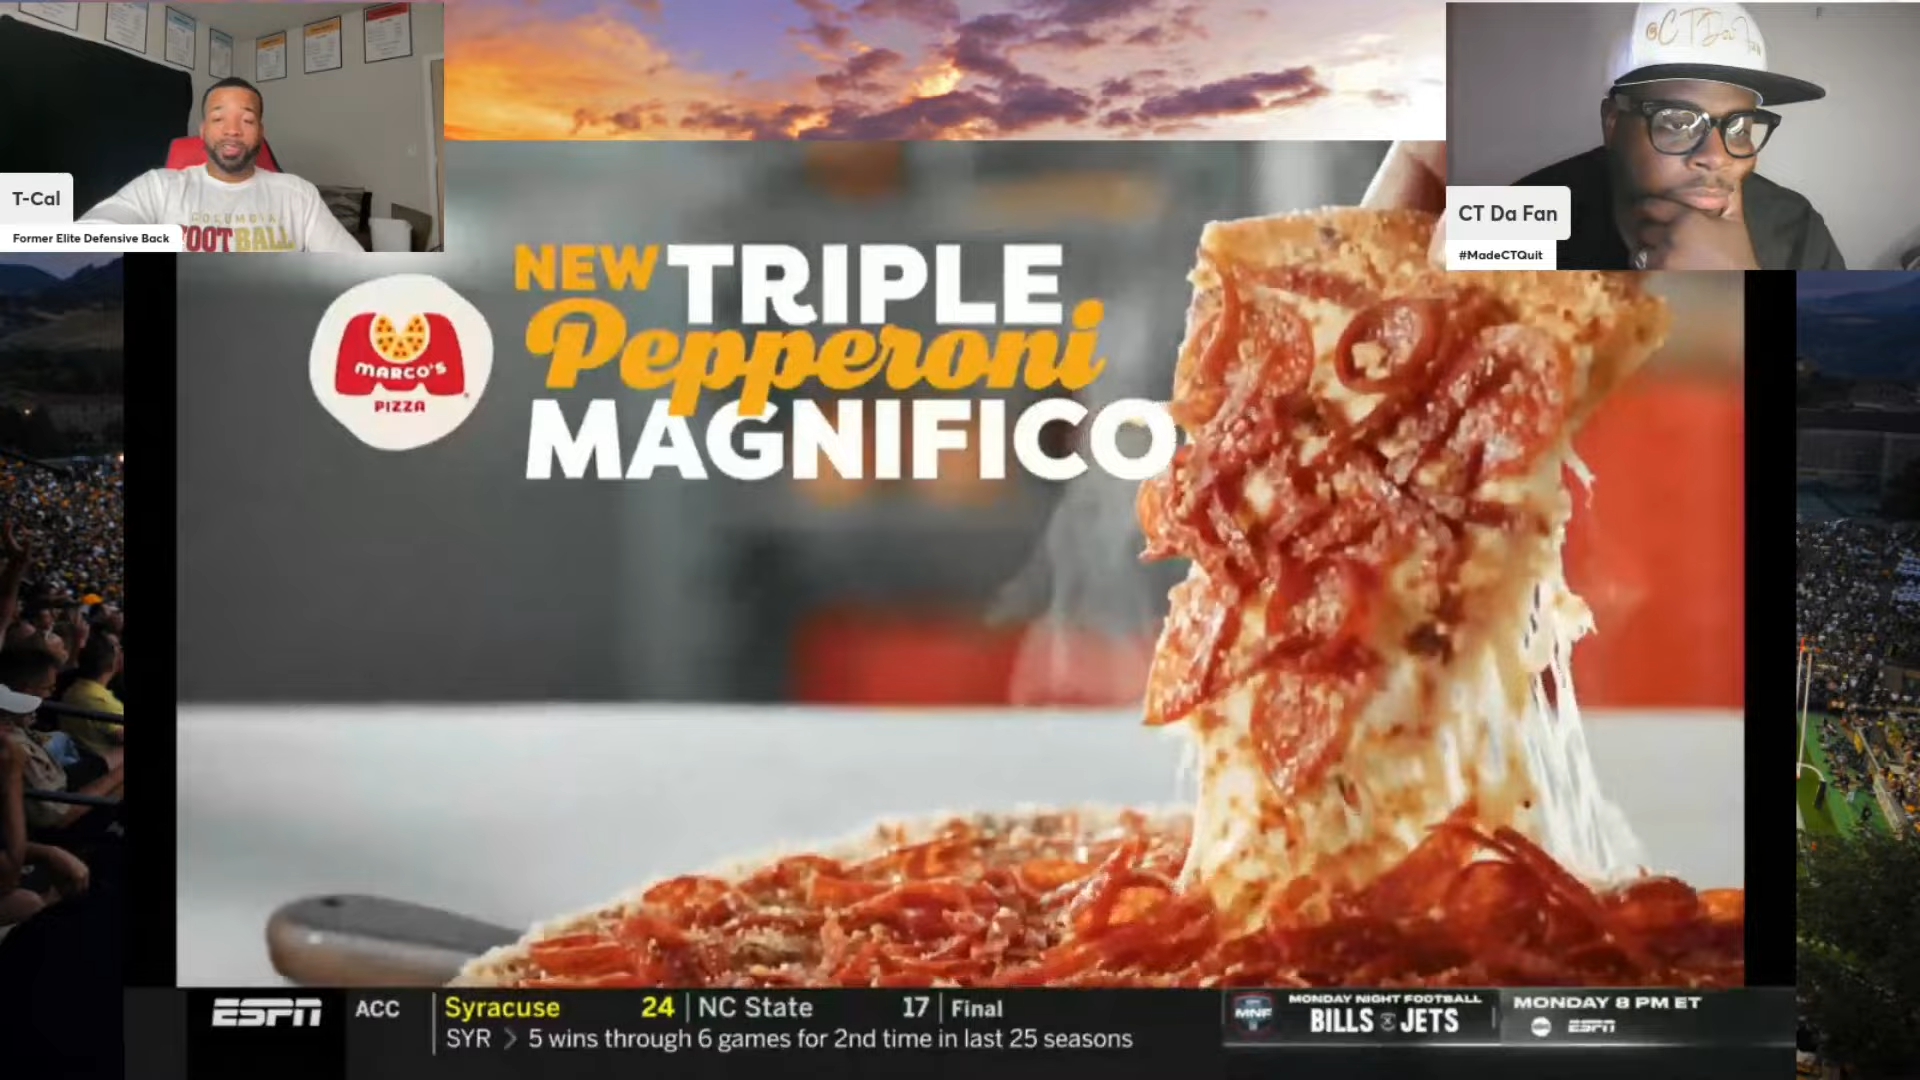 T-Cal
Former Elite Defensive Back
COLUMBIA
FOOTBALL
@CTDaFan
CT Da Fan
#MadeCTQuit
MARCO'S
PIZZA
NEW TRIPLE
Pepperoni
MAGNIFICO
ESPN
ACC
Syracuse 24 NC State 17 Final
SYR > 5 wins through 6 games for 2nd time in last 25 seasons
MNF
MONDAY NIGHT FOOTBALL
BILLS JETS
MONDAY 8 PM ET
abc ESPN